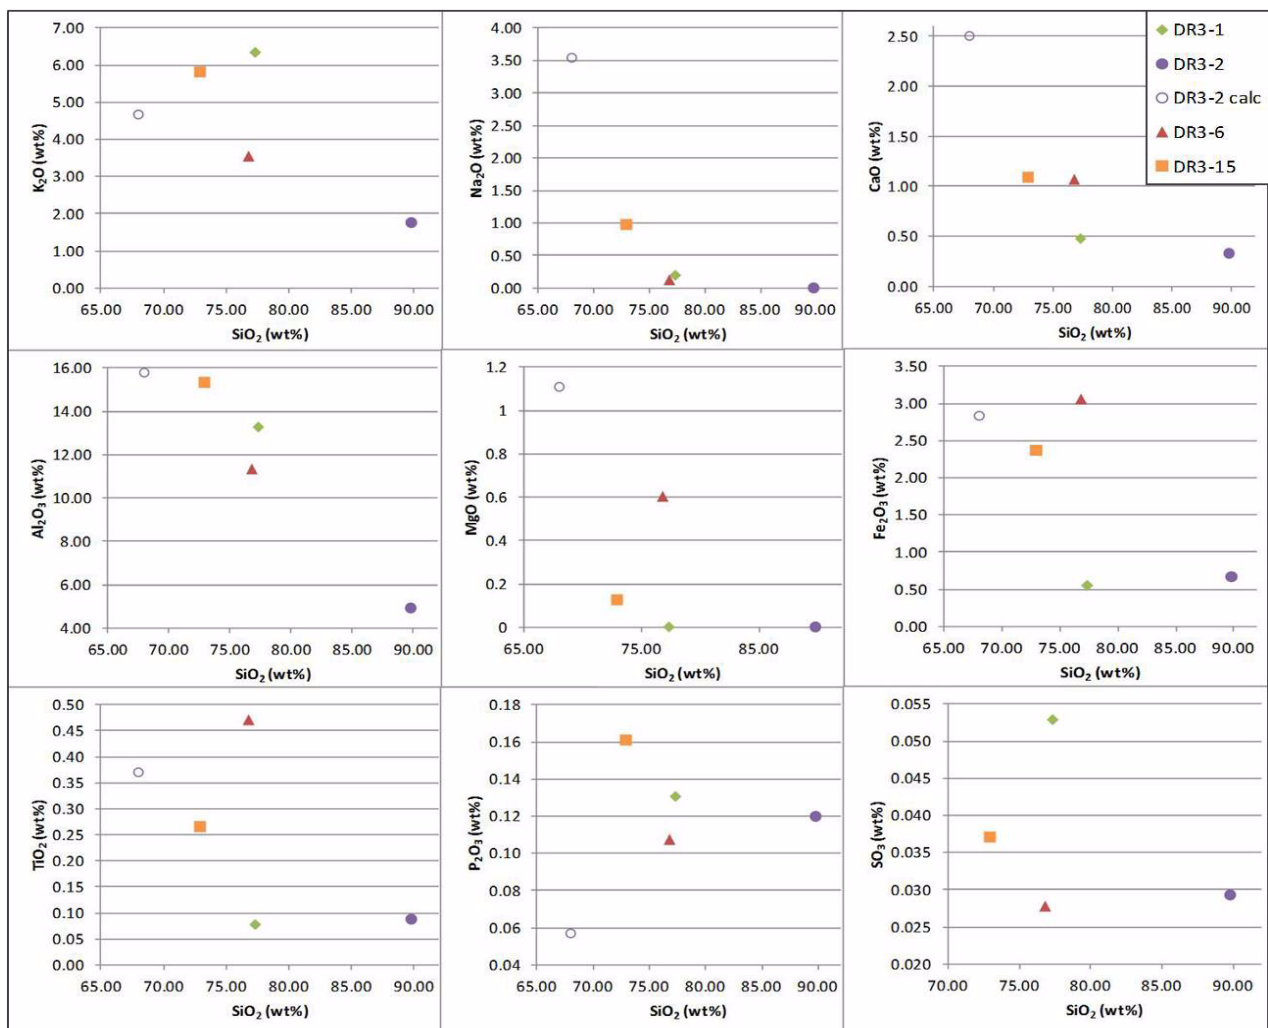 7.00
6.00
5.00
4.00
3.00
2.00
1.00
0.00
K₂O (wt%)
65.00 70.00 75.00 80.00 85.00 90.00
SiO₂ (wt%)
4.00
3.50
3.00
2.50
2.00
1.50
1.00
0.50
0.00
Na₂O (wt%)
65.00 70.00 75.00 80.00 85.00 90.00
SiO₂ (wt%)
2.50
2.00
1.50
1.00
0.50
0.00
CaO (wt%)
65.00 70.00 75.00 80.00 85.00 90.00
SiO₂ (wt%)
DR3-1
DR3-2
DR3-2 calc
DR3-6
DR3-15
16.00
14.00
12.00
10.00
8.00
6.00
4.00
Al₂O₃ (wt%)
65.00 70.00 75.00 80.00 85.00 90.00
SiO₂ (wt%)
1.2
1
0.8
0.6
0.4
0.2
0
MgO (wt%)
65.00 75.00 85.00
SiO₂ (wt%)
3.50
3.00
2.50
2.00
1.50
1.00
0.50
0.00
Fe₂O₃ (wt%)
65.00 70.00 75.00 80.00 85.00 90.00
SiO₂ (wt%)
0.50
0.45
0.40
0.35
0.30
0.25
0.20
0.15
0.10
0.05
0.00
TiO₂ (wt%)
65.00 70.00 75.00 80.00 85.00 90.00
SiO₂ (wt%)
0.18
0.16
0.14
0.12
0.10
0.08
0.06
0.04
P₂O₃ (wt%)
65.00 70.00 75.00 80.00 85.00 90.00
SiO₂ (wt%)
0.055
0.050
0.045
0.040
0.035
0.030
0.025
0.020
SO₃ (wt%)
70.00 75.00 80.00 85.00 90.00
SiO₂ (wt%)